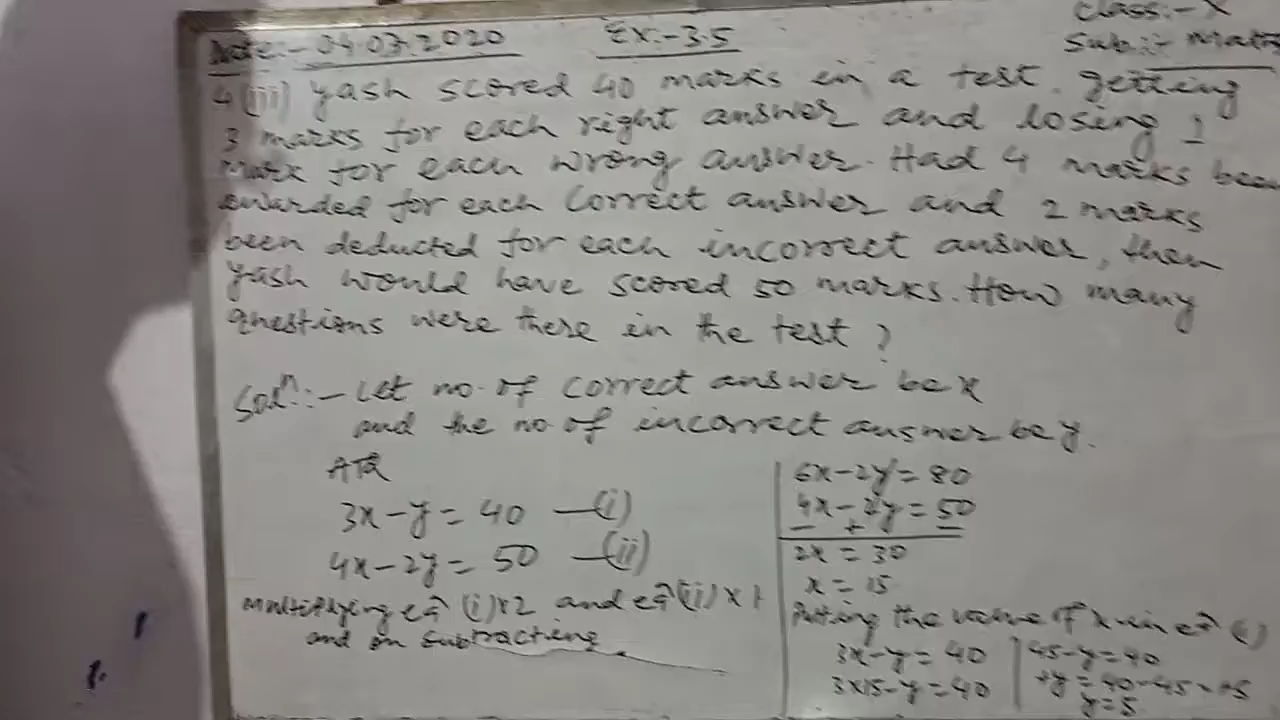 Date:- 04.07.2020 Ex:-3.5 Class:- X
Sub:- Maths
4 (iii) Yash scored 40 marks in a test, getting
3 marks for each right answer and losing 1
mark for each wrong answer. Had 4 marks been
awarded for each correct answer and 2 marks
been deducted for each incorrect answer, then
Yash would have scored 50 marks. How many
questions were there in the test?
Solⁿ:- Let no. of correct answer be x
and the no. of incorrect answer be y.
ATQ
3x-y = 40 —(i)
4x-2y = 50 —(ii)
Multiplying eq̂ (i)x2 and eq̂ (ii) x 1
and on subtracting
6x-2y = 80
4x-2y = 50
- + -
2x = 30
x = 15
Putting the value of x in eq̂ (i)
3x-y = 40
3x15-y = 40
45-y = 40
y = 5